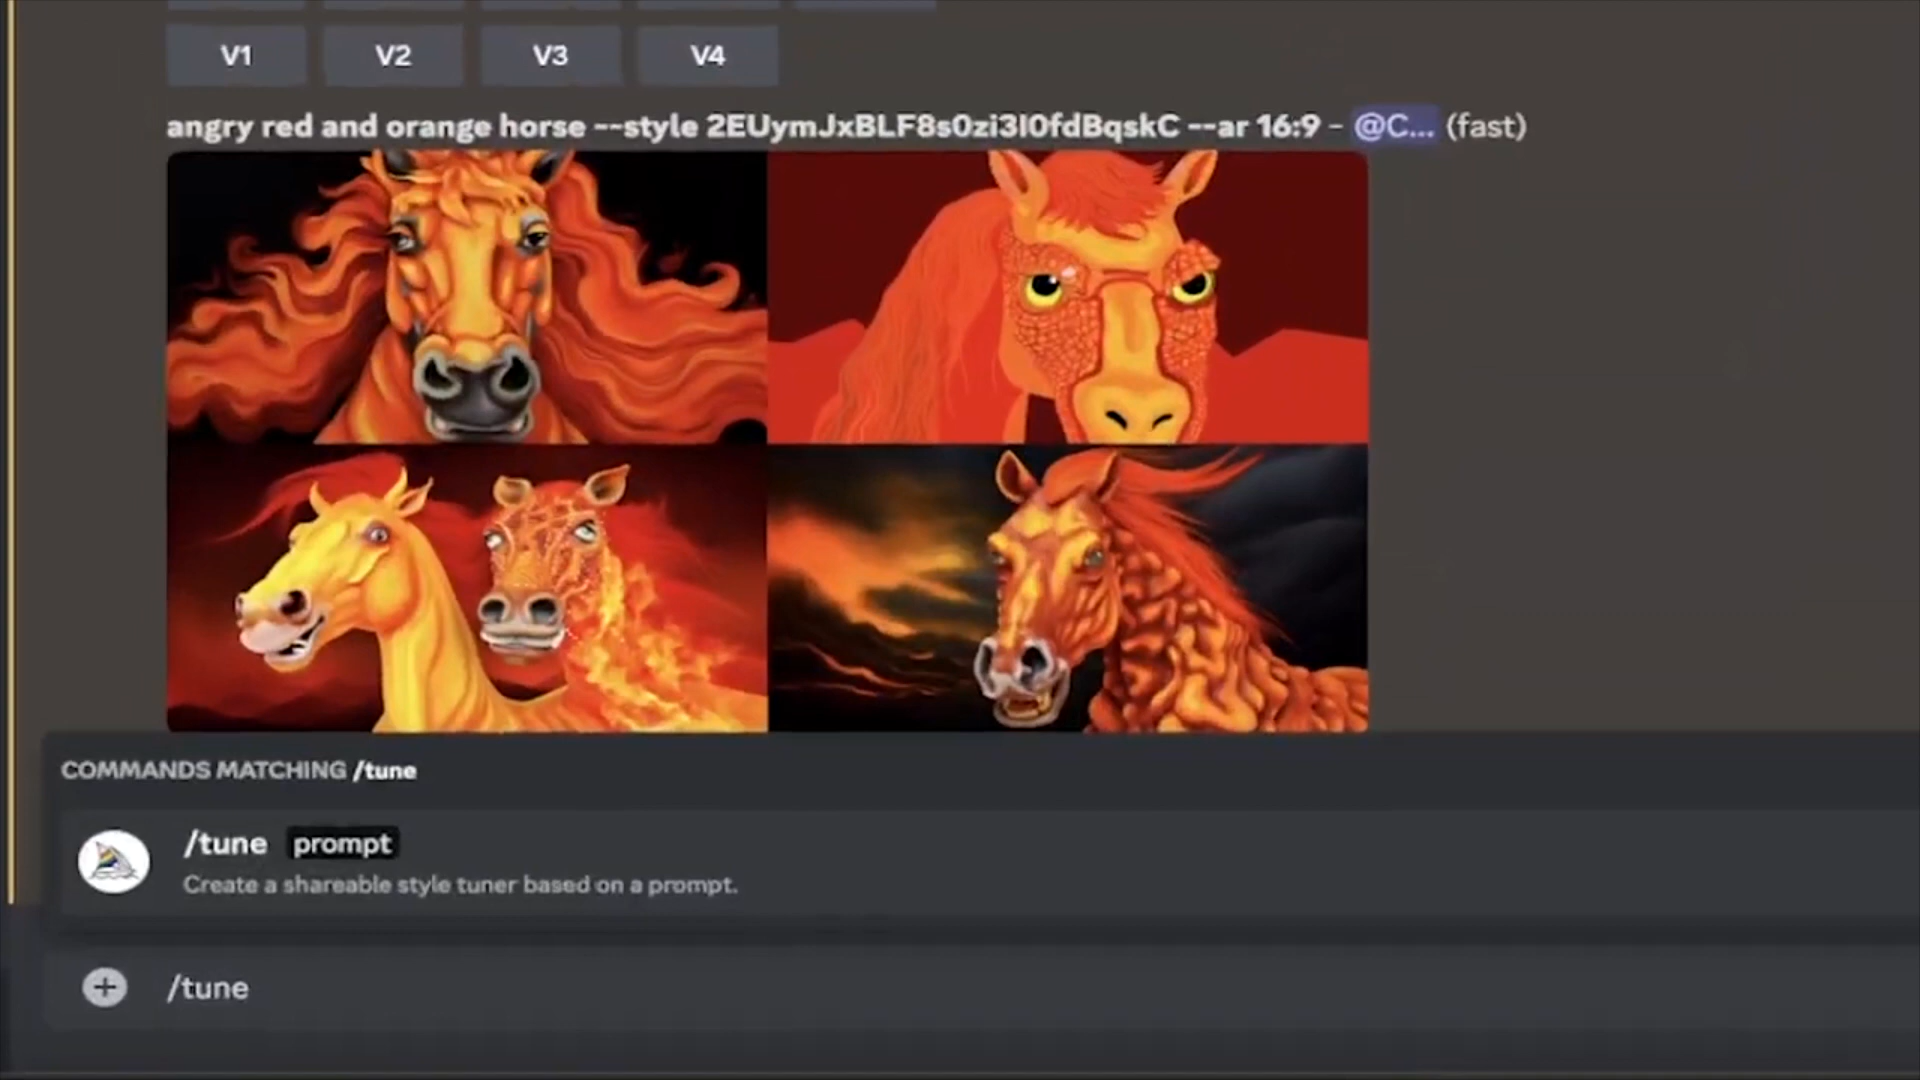 V1 V2 V3 V4
angry red and orange horse --style 2EUymJxBLF8s0zi3I0fdBqskC --ar 16:9 - @C... (fast)
COMMANDS MATCHING /tune
/tune prompt
Create a shareable style tuner based on a prompt.
/tune